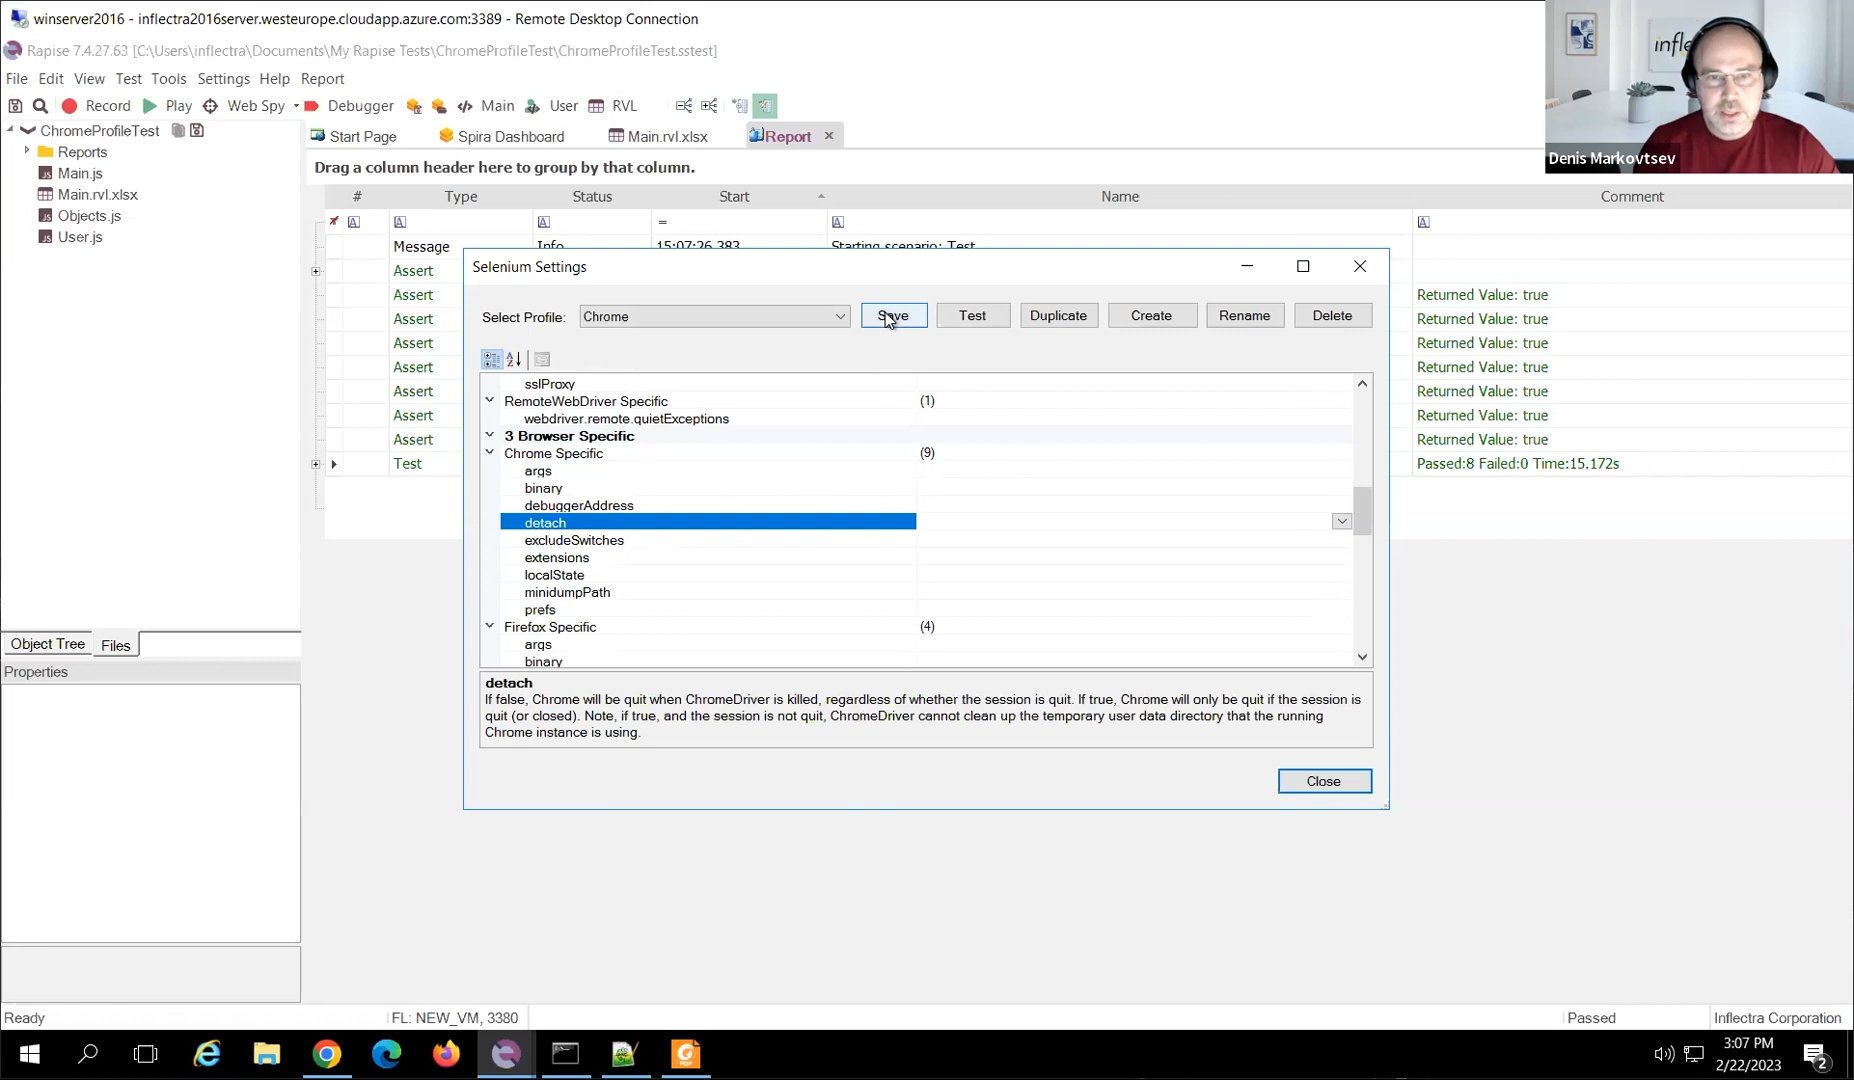 winserver2016 - inflectra2016server.westeurope.cloudapp.azure.com:3389 - Remote Desktop Connection
Rapise 7.4.27.63 [C:\Users\inflectra\Documents\My Rapise Tests\ChromeProfileTest\ChromeProfileTest.sstest]
File Edit View Test Tools Settings Help Report
Record Play Web Spy Debugger Main User RVL
ChromeProfileTest
Reports
Main.js
Main.rvl.xlsx
Objects.js
User.js
Start Page Spira Dashboard Main.rvl.xlsx Report
Denis Markovtsev
Drag a column header here to group by that column.
# Type Status Start Name Comment
=
Message Info 15:07:26.383 Starting scenario: Test
Assert
Assert Returned Value: true
Assert Returned Value: true
Assert Returned Value: true
Assert Returned Value: true
Assert Returned Value: true
Assert Returned Value: true
Assert Returned Value: true
Test Passed:8 Failed:0 Time:15.172s
Selenium Settings
Select Profile: Chrome Save Test Duplicate Create Rename Delete
sslProxy
RemoteWebDriver Specific (1)
webdriver.remote.quietExceptions
3 Browser Specific
Chrome Specific (9)
args
binary
debuggerAddress
detach
excludeSwitches
extensions
localState
minidumpPath
prefs
Firefox Specific (4)
args
binary
detach
If false, Chrome will be quit when ChromeDriver is killed, regardless of whether the session is quit. If true, Chrome will only be quit if the session is
quit (or closed). Note, if true, and the session is not quit, ChromeDriver cannot clean up the temporary user data directory that the running
Chrome instance is using.
Close
Object Tree Files
Properties
Ready FL: NEW_VM, 3380 Passed Inflectra Corporation
3:07 PM
2/22/2023
2